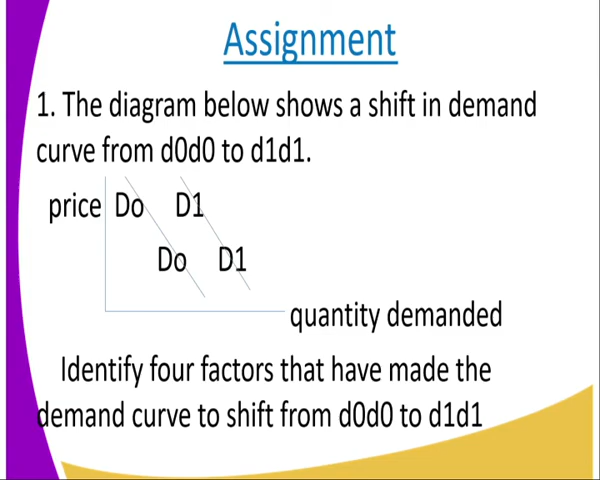 Assignment
1. The diagram below shows a shift in demand
curve from d0d0 to d1d1.
price Do D1
Do D1
quantity demanded
Identify four factors that have made the
demand curve to shift from d0d0 to d1d1